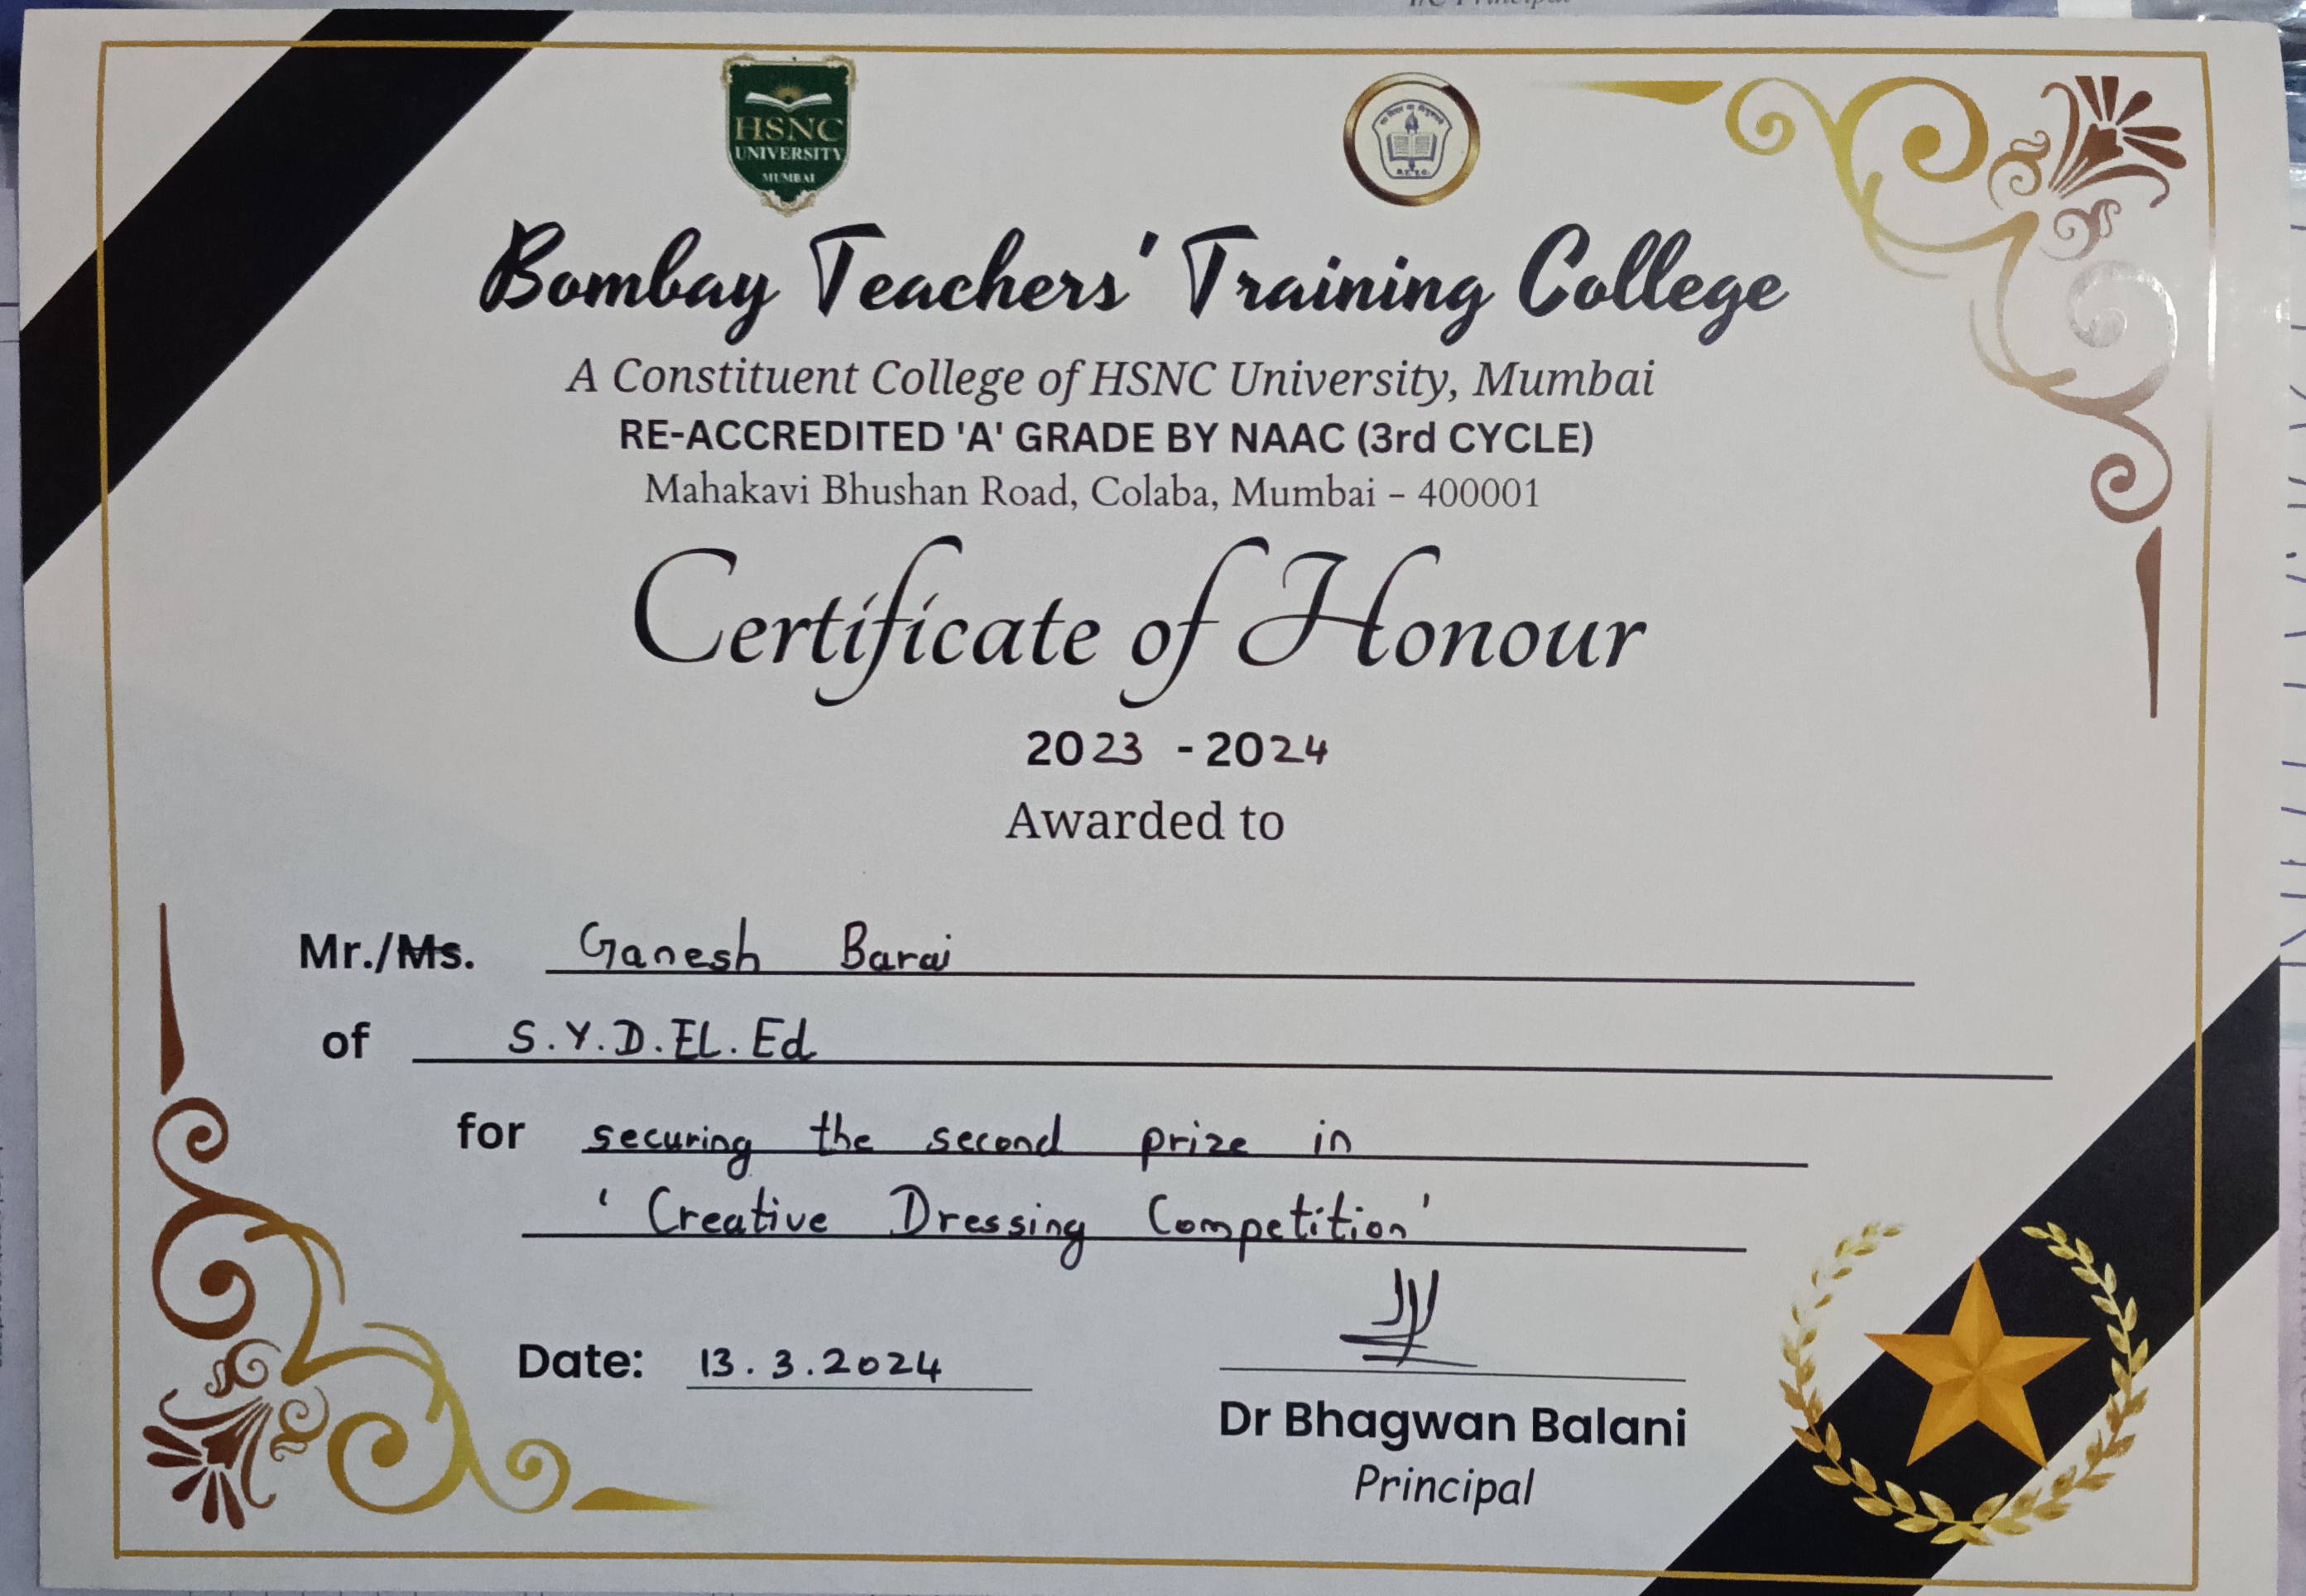 HSNC
UNIVERSITY
MUMBAI
Bombay Teachers' Training College
A Constituent College of HSNC University, Mumbai
RE-ACCREDITED 'A' GRADE BY NAAC (3rd CYCLE)
Mahakavi Bhushan Road, Colaba, Mumbai – 400001
Certificate of Honour
2023 - 2024
Awarded to
Mr./Ms. Ganesh Barai
of S.Y.D.EL.Ed
for securing the second prize in
'Creative Dressing Competition'
Date: 13.3.2024
Dr Bhagwan Balani
Principal